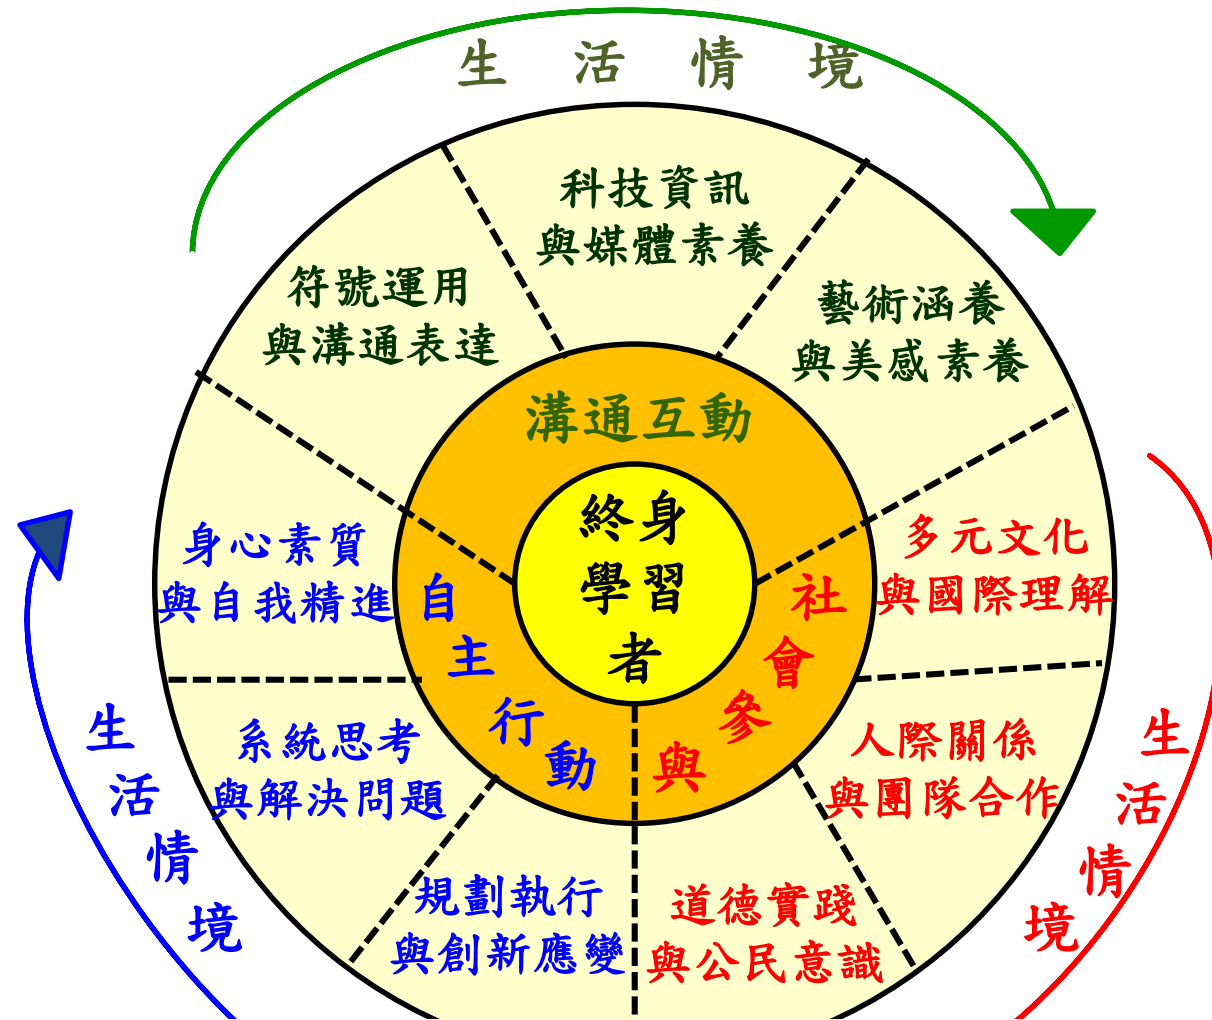 生活情境
科技資訊
與媒體素養
符號運用
與溝通表達
藝術涵養
與美感素養
溝通互動
終身
學習
者
身心素質
與自我精進
多元文化
與國際理解
自主行動
社會參與
系統思考
與解決問題
人際關係
與團隊合作
規劃執行
與創新應變
道德實踐
與公民意識
生活情境
生活情境